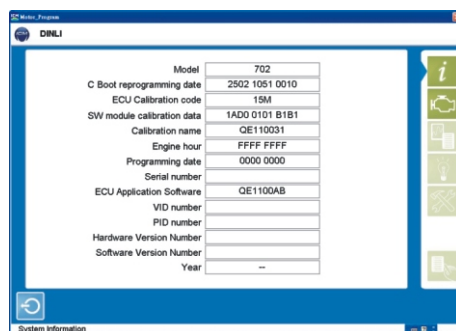 Motor_Program
DINLI
Model 702
C Boot reprogramming date 2502 1051 0010
ECU Calibration code 15M
SW module calibration data 1AD0 0101 B1B1
Calibration name QE110031
Engine hour FFFF FFFF
Programming date 0000 0000
Serial number
ECU Application Software QE1100AB
VID number
PID number
Hardware Version Number
Software Version Number
Year --
System Information